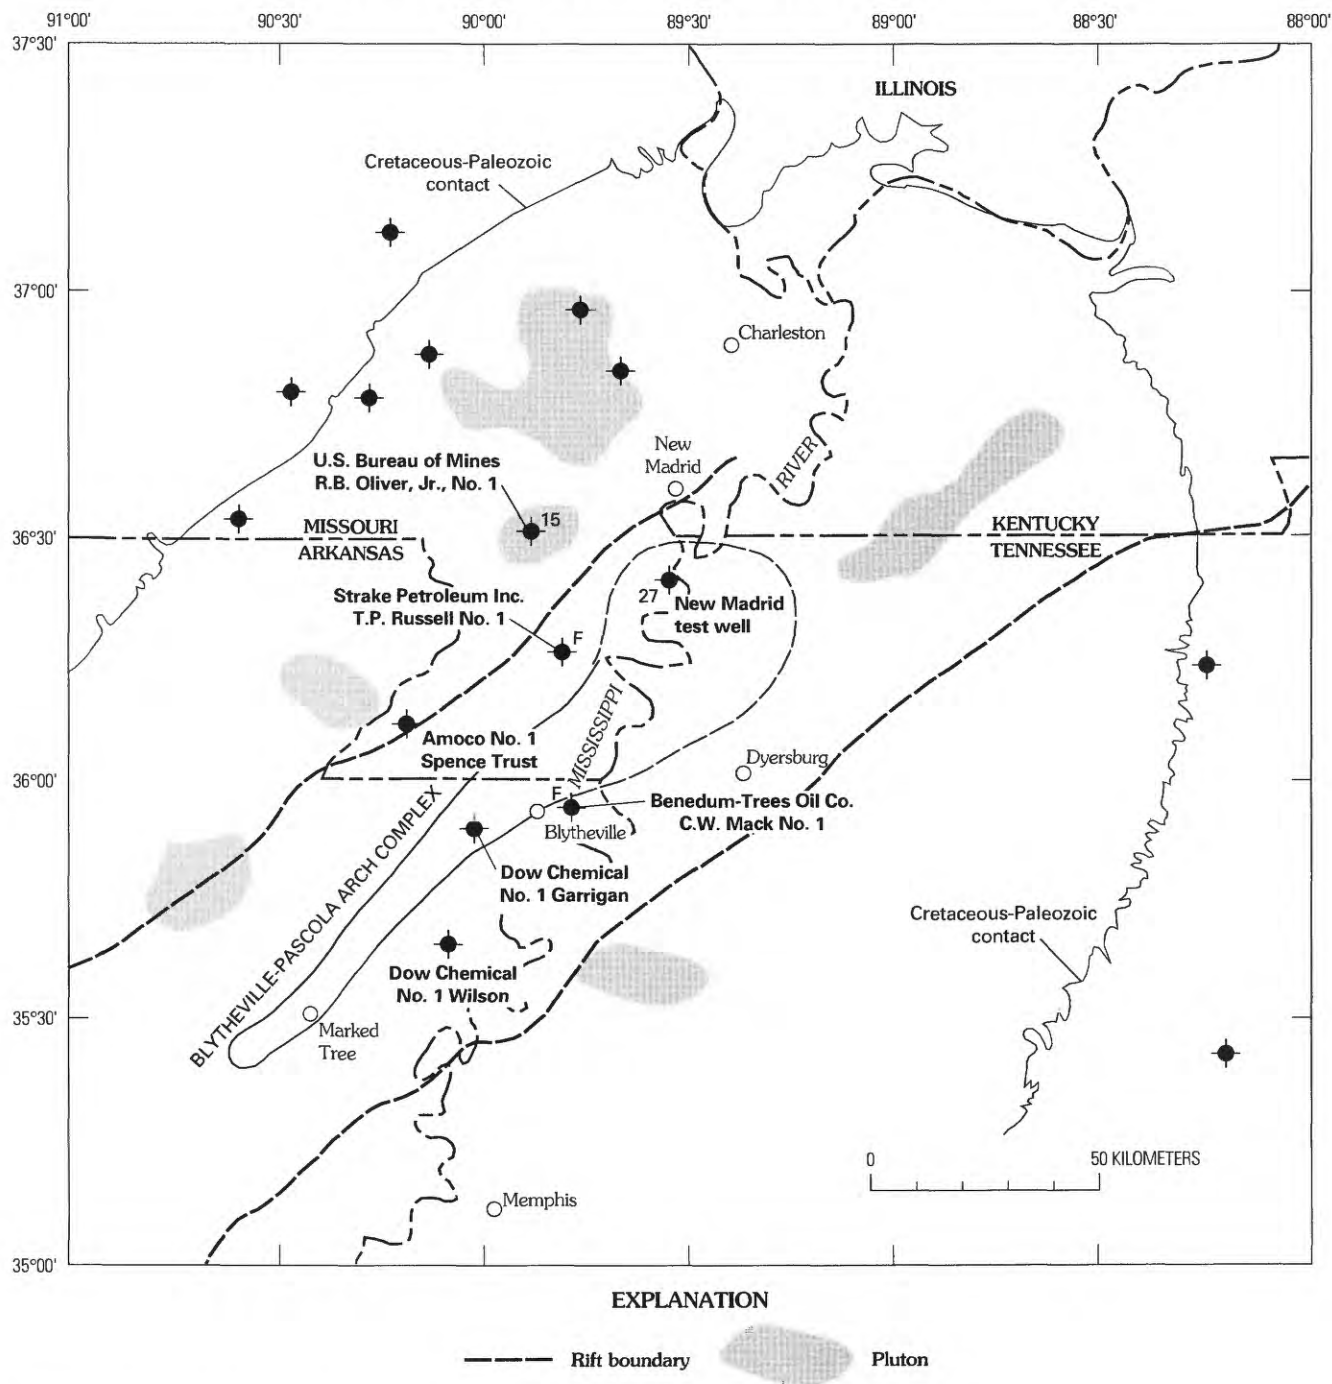 91°00'
90°30'
90°00'
89°30'
89°00'
88°30'
88°00'
37°30'
ILLINOIS
Cretaceous-Paleozoic
contact
37°00'
Charleston
New
Madrid
RIVER
U.S. Bureau of Mines
R.B. Oliver, Jr., No. 1
15
MISSOURI
ARKANSAS
KENTUCKY
TENNESSEE
36°30'
Strake Petroleum Inc.
T.P. Russell No. 1
F
27
New Madrid
test well
MISSISSIPPI
Amoco No. 1
Spence Trust
Dyersburg
36°00'
F
Blytheville
Benedum-Trees Oil Co.
C.W. Mack No. 1
BLYTHEVILLE-PASCOLA ARCH COMPLEX
Dow Chemical
No. 1 Garrigan
Cretaceous-Paleozoic
contact
Dow Chemical
No. 1 Wilson
35°30'
Marked
Tree
0
50 KILOMETERS
Memphis
35°00'
EXPLANATION
Rift boundary
Pluton